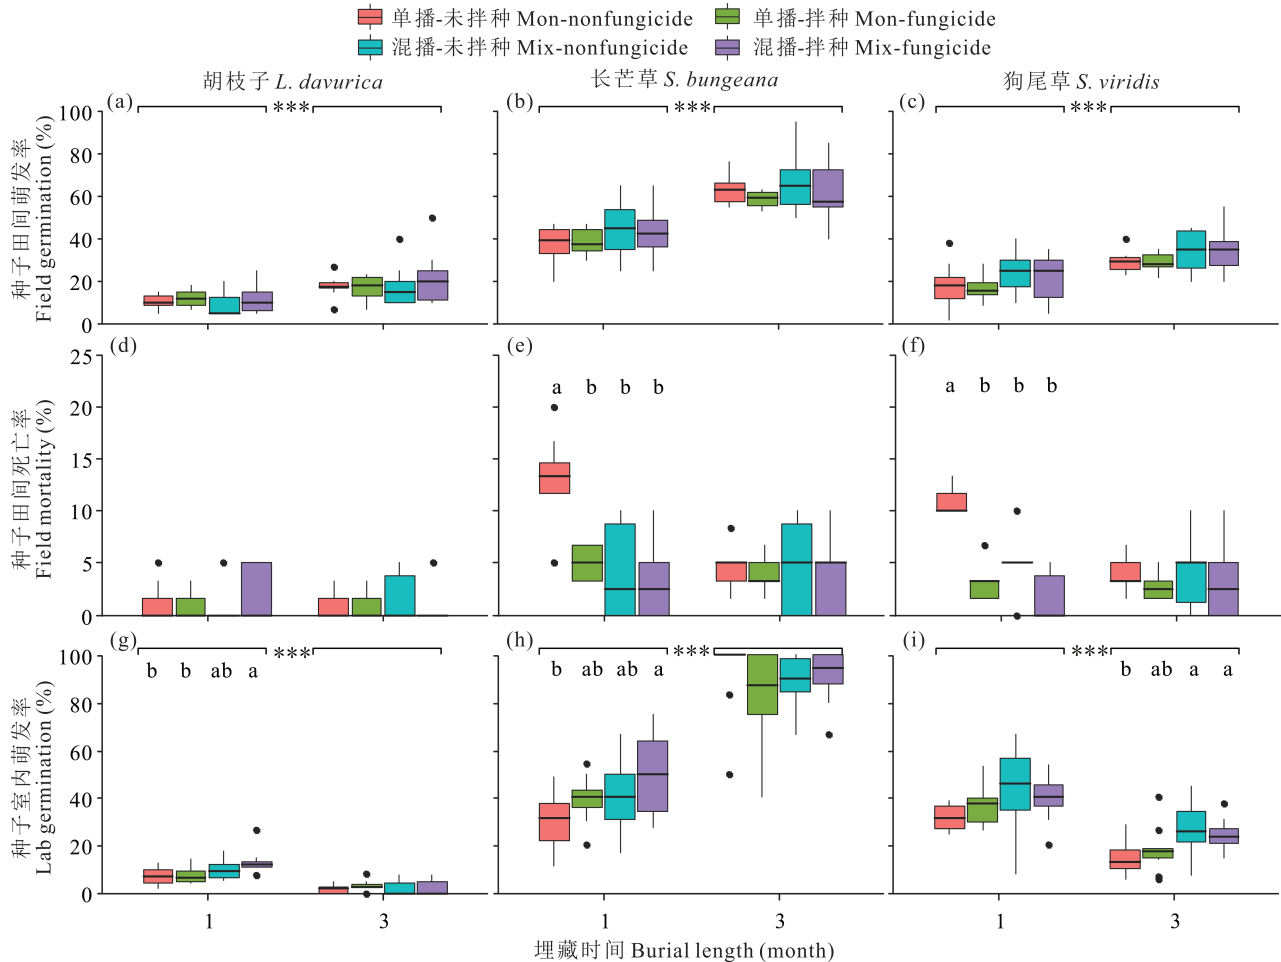 单播-未拌种 Mon-nonfungicide 单播-拌种 Mon-fungicide
混播-未拌种 Mix-nonfungicide 混播-拌种 Mix-fungicide
胡枝子 L. davurica 长芒草 S. bungeana 狗尾草 S. viridis
(a) *** (b) *** (c) ***
种子田间萌发率
Field germination (%)
100
80
60
40
20
0
(d) (e) (f)
种子田间死亡率
Field mortality (%)
25
20
15
10
5
0
a b b b
a b b b
(g) *** (h) *** (i) ***
种子室内萌发率
Lab germination (%)
100
80
60
40
20
0
b b ab a
b ab ab a
b ab a a
1 3 1 3 1 3
埋藏时间 Burial length (month)